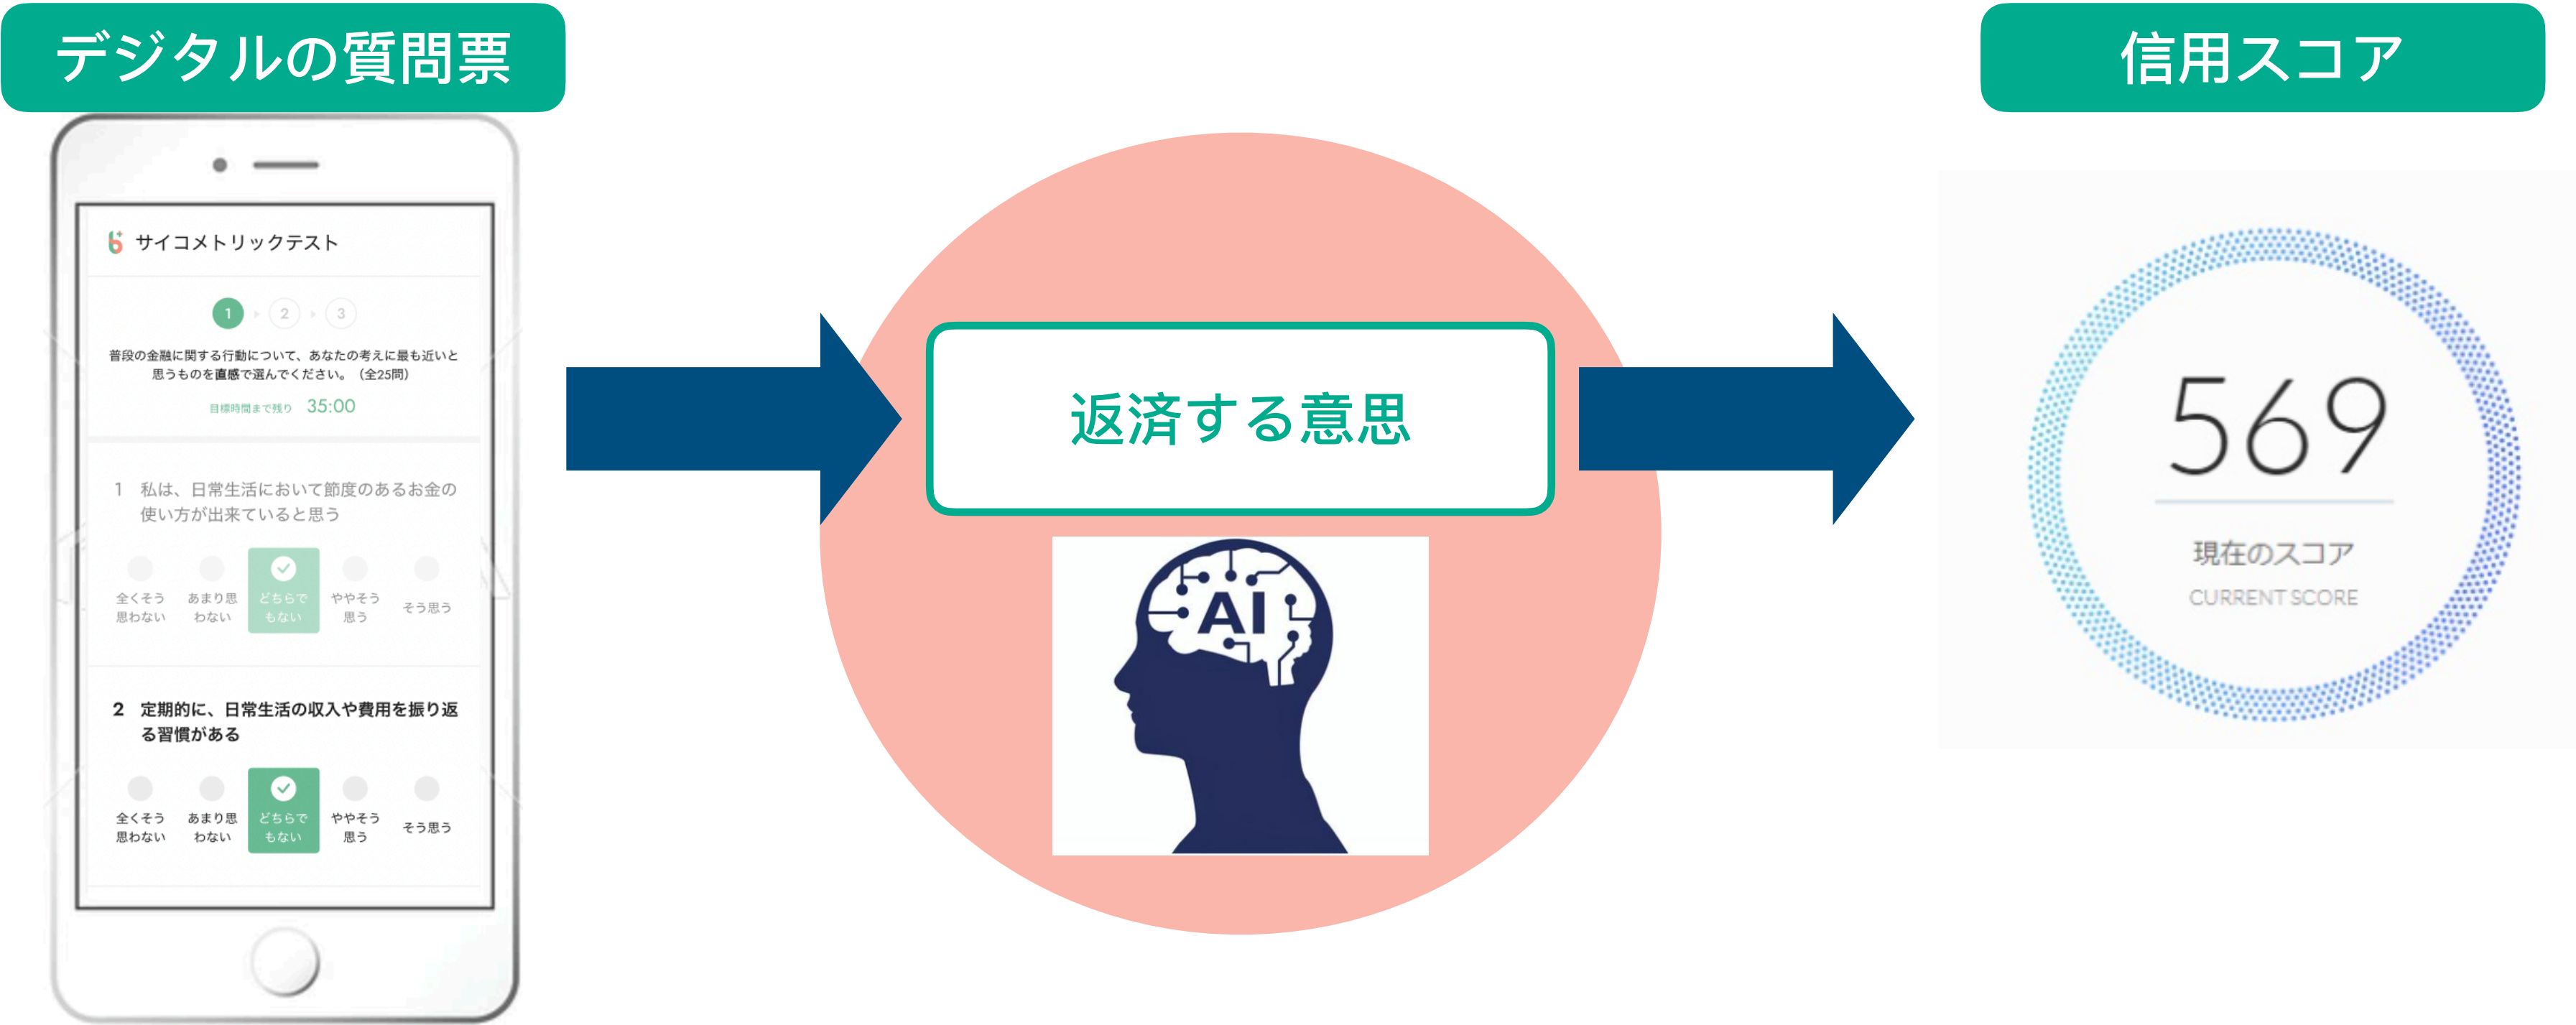 デジタルの質問票
サイコメトリックテスト
1
2
3
普段の金融に関する行動について、あなたの考えに最も近いと
思うものを直感で選んでください。（全25問）
目標時間まで残り 35:00
1 私は、日常生活において節度のあるお金の
使い方が出来ていると思う
全くそう
思わない
あまり思
わない
どちらで
もない
ややそう
思う
そう思う
2 定期的に、日常生活の収入や費用を振り返
る習慣がある
全くそう
思わない
あまり思
わない
どちらで
もない
ややそう
思う
そう思う
返済する意思
AI
信用スコア
569
現在のスコア
CURRENT SCORE